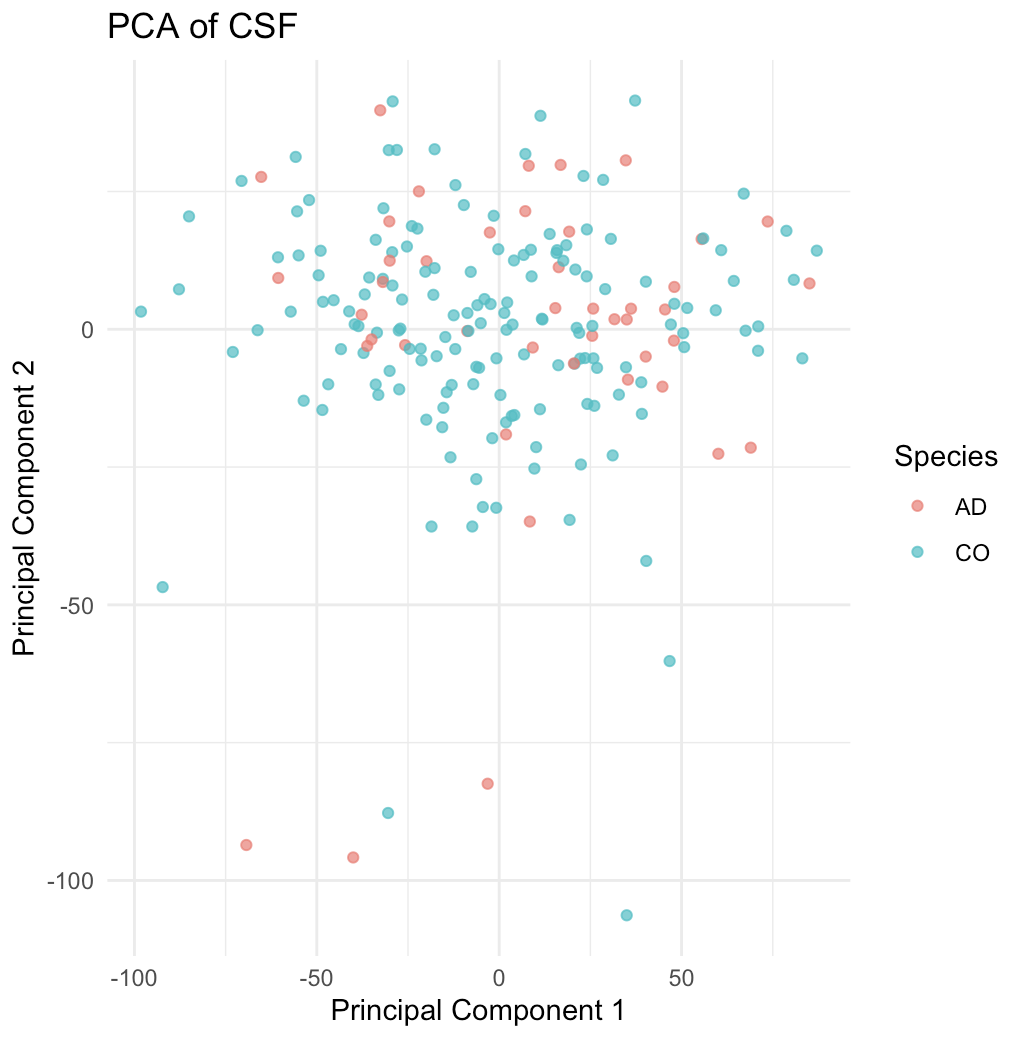 PCA of CSF
0
-50
-100
Principal Component 2
-100
-50
0
50
Principal Component 1
Species
AD
CO